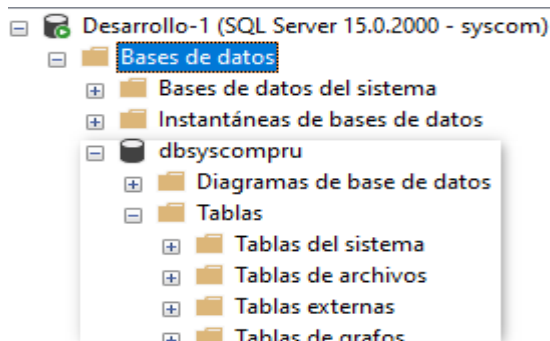 Desarrollo-1 (SQL Server 15.0.2000 - syscom)
Bases de datos
Bases de datos del sistema
Instantáneas de bases de datos
dbsyscompru
Diagramas de base de datos
Tablas
Tablas del sistema
Tablas de archivos
Tablas externas
Tablas de grafos